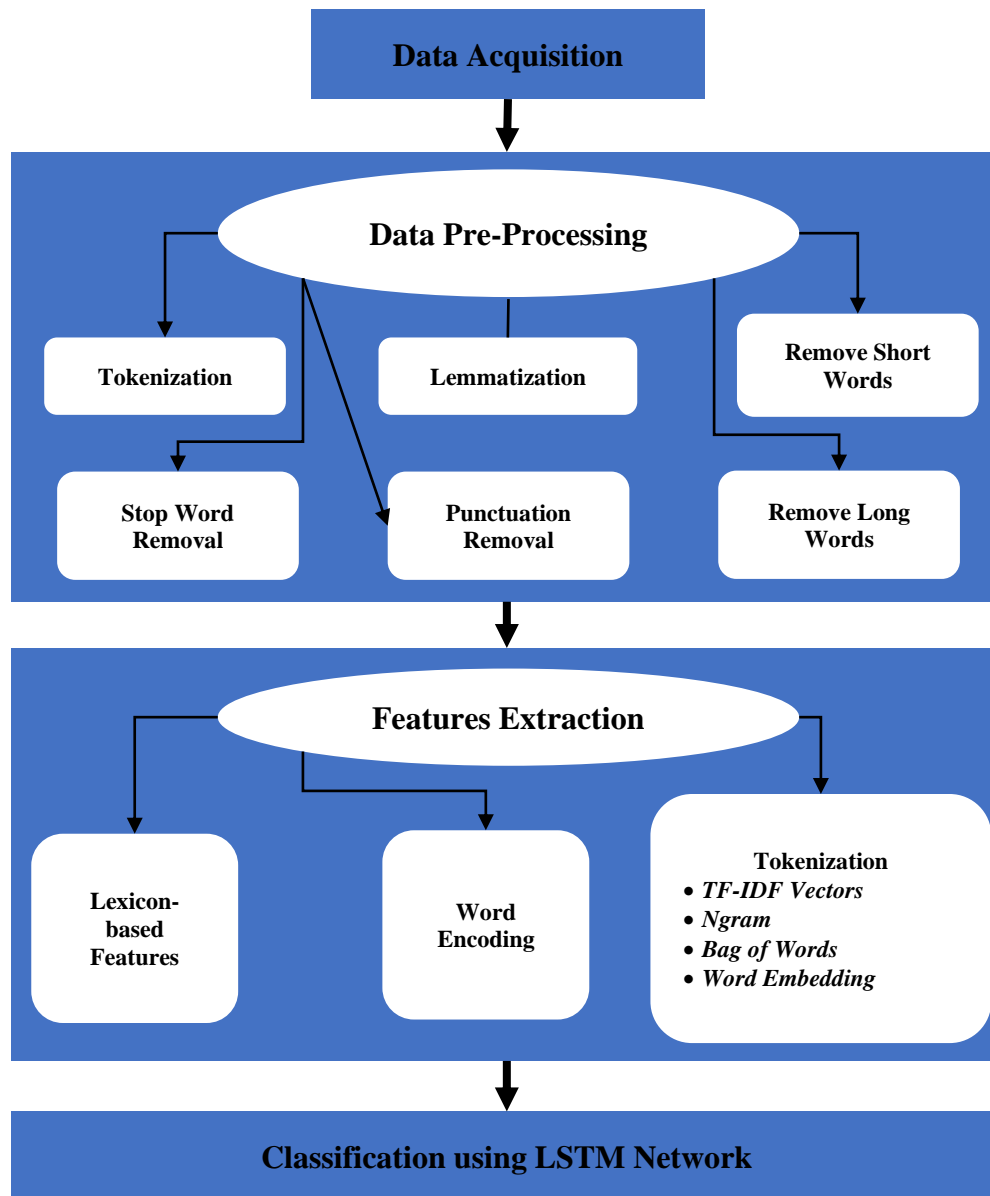 Data Acquisition
Data Pre-Processing
Tokenization
Lemmatization
Remove Short
Words
Stop Word
Removal
Punctuation
Removal
Remove Long
Words
Features Extraction
Lexicon-
based
Features
Word
Encoding
Tokenization
• TF-IDF Vectors
• Ngram
• Bag of Words
• Word Embedding
Classification using LSTM Network